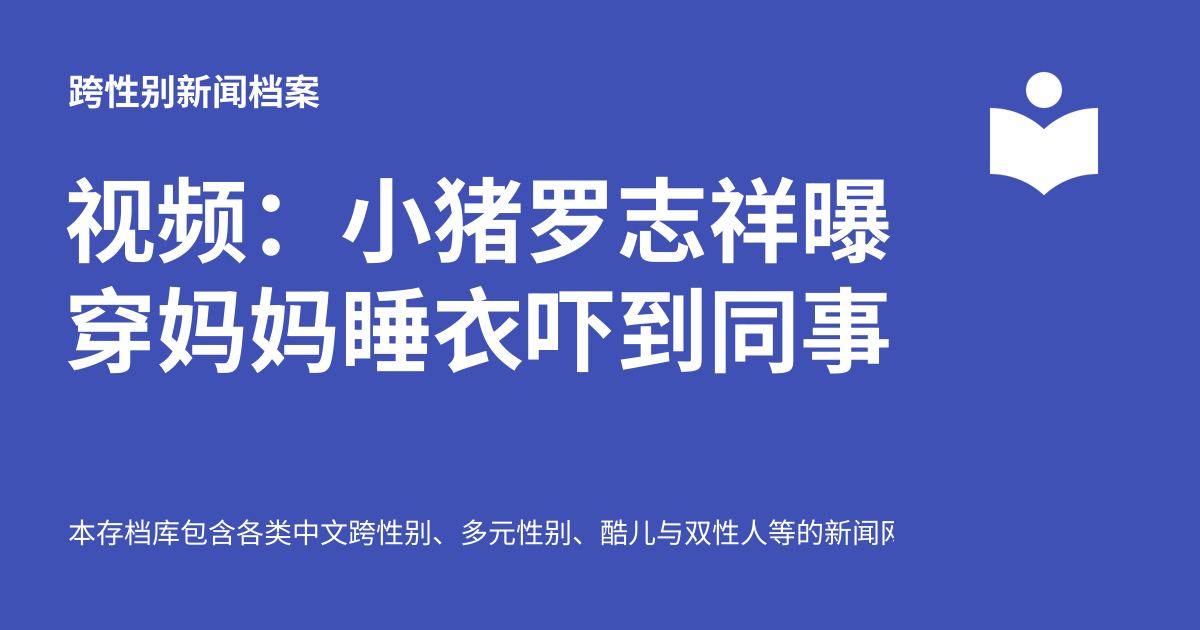 跨性别新闻档案
视频：小猪罗志祥曝
穿妈妈睡衣吓到同事
本存档库包含各类中文跨性别、多元性别、酷儿与双性人等的新闻